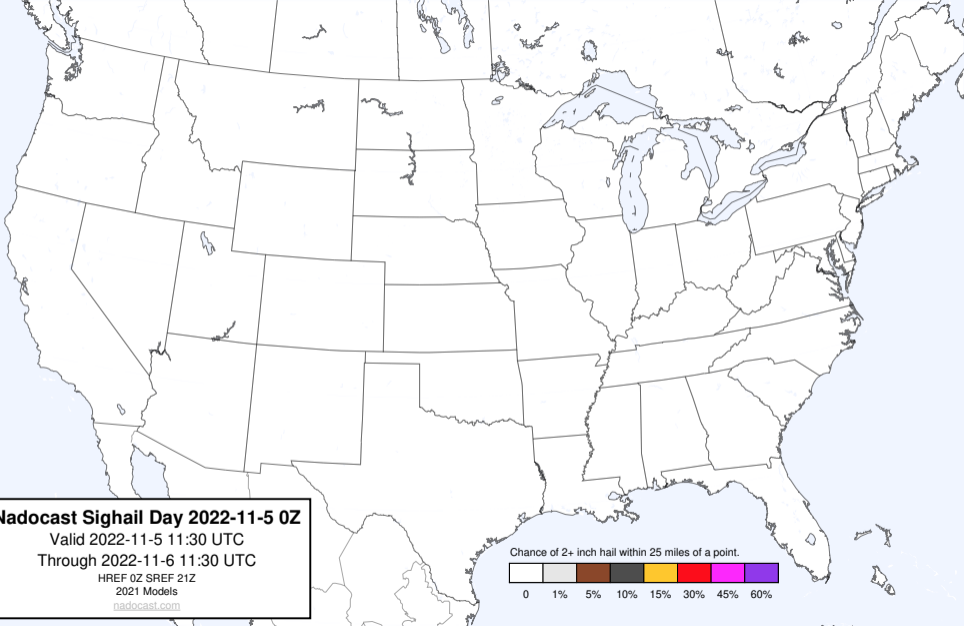 Nadocast Sighail Day 2022-11-5 0Z
Valid 2022-11-5 11:30 UTC
Through 2022-11-6 11:30 UTC
HREF 0Z SREF 21Z
2021 Models
nadocast.com
Chance of 2+ inch hail within 25 miles of a point.
0 1% 5% 10% 15% 30% 45% 60%